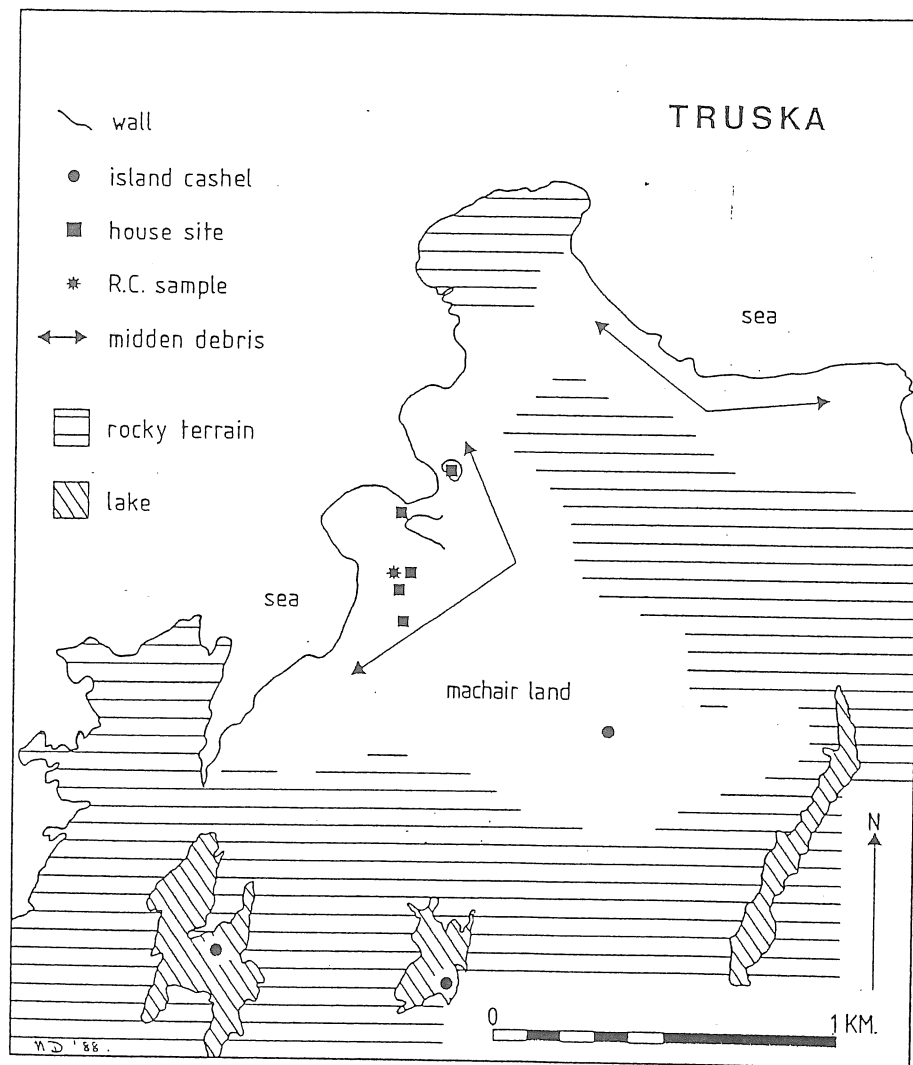 TRUSKA
wall
island cashel
house site
R.C. sample
midden debris
rocky terrain
lake
sea
sea
machair land
N
0 1 KM.
ND '88.